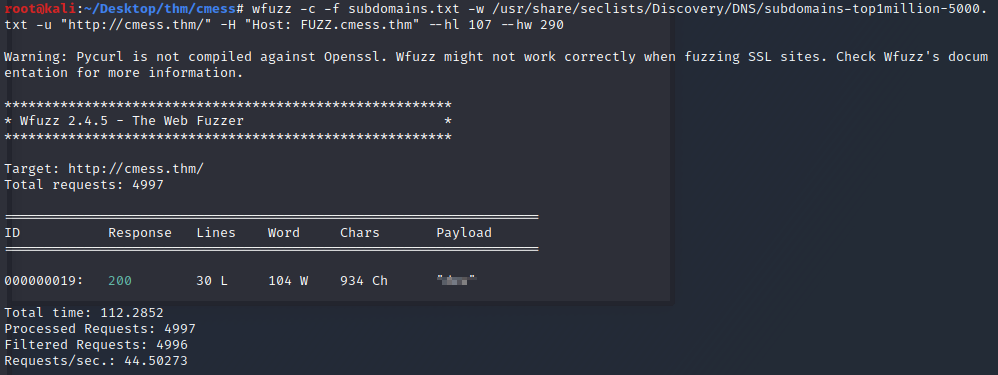 root@kali:~/Desktop/thm/cmess# wfuzz -c -f subdomains.txt -w /usr/share/seclists/Discovery/DNS/subdomains-top1million-5000.
txt -u "http://cmess.thm/" -H "Host: FUZZ.cmess.thm" --hl 107 --hw 290
Warning: Pycurl is not compiled against Openssl. Wfuzz might not work correctly when fuzzing SSL sites. Check Wfuzz's docum
entation for more information.
********************************************************
* Wfuzz 2.4.5 - The Web Fuzzer                         *
********************************************************
Target: http://cmess.thm/
Total requests: 4997
===================================================================
ID           Response   Lines    Word     Chars       Payload
===================================================================
000000019:   200        30 L     104 W    934 Ch
Total time: 112.2852
Processed Requests: 4997
Filtered Requests: 4996
Requests/sec.: 44.50273